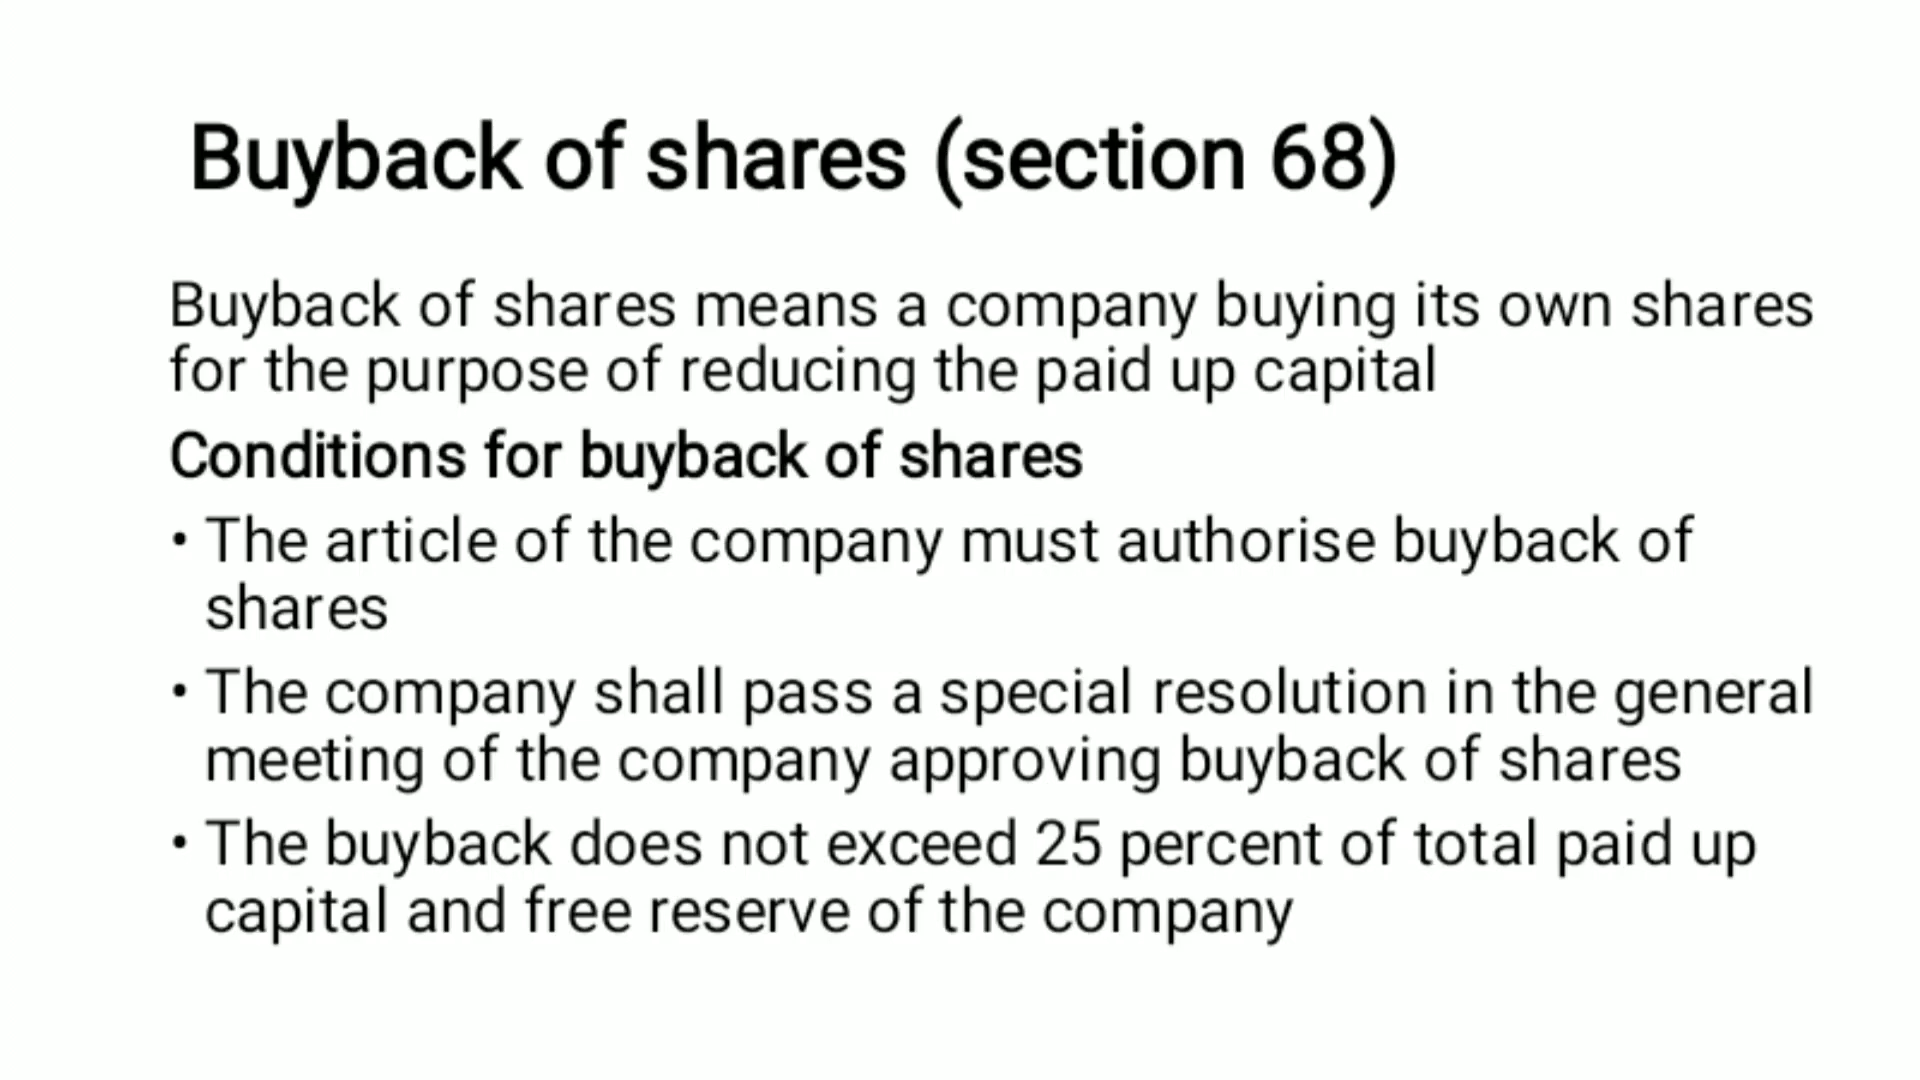 Buyback of shares (section 68)
Buyback of shares means a company buying its own shares
for the purpose of reducing the paid up capital
Conditions for buyback of shares
• The article of the company must authorise buyback of
shares
• The company shall pass a special resolution in the general
meeting of the company approving buyback of shares
• The buyback does not exceed 25 percent of total paid up
capital and free reserve of the company